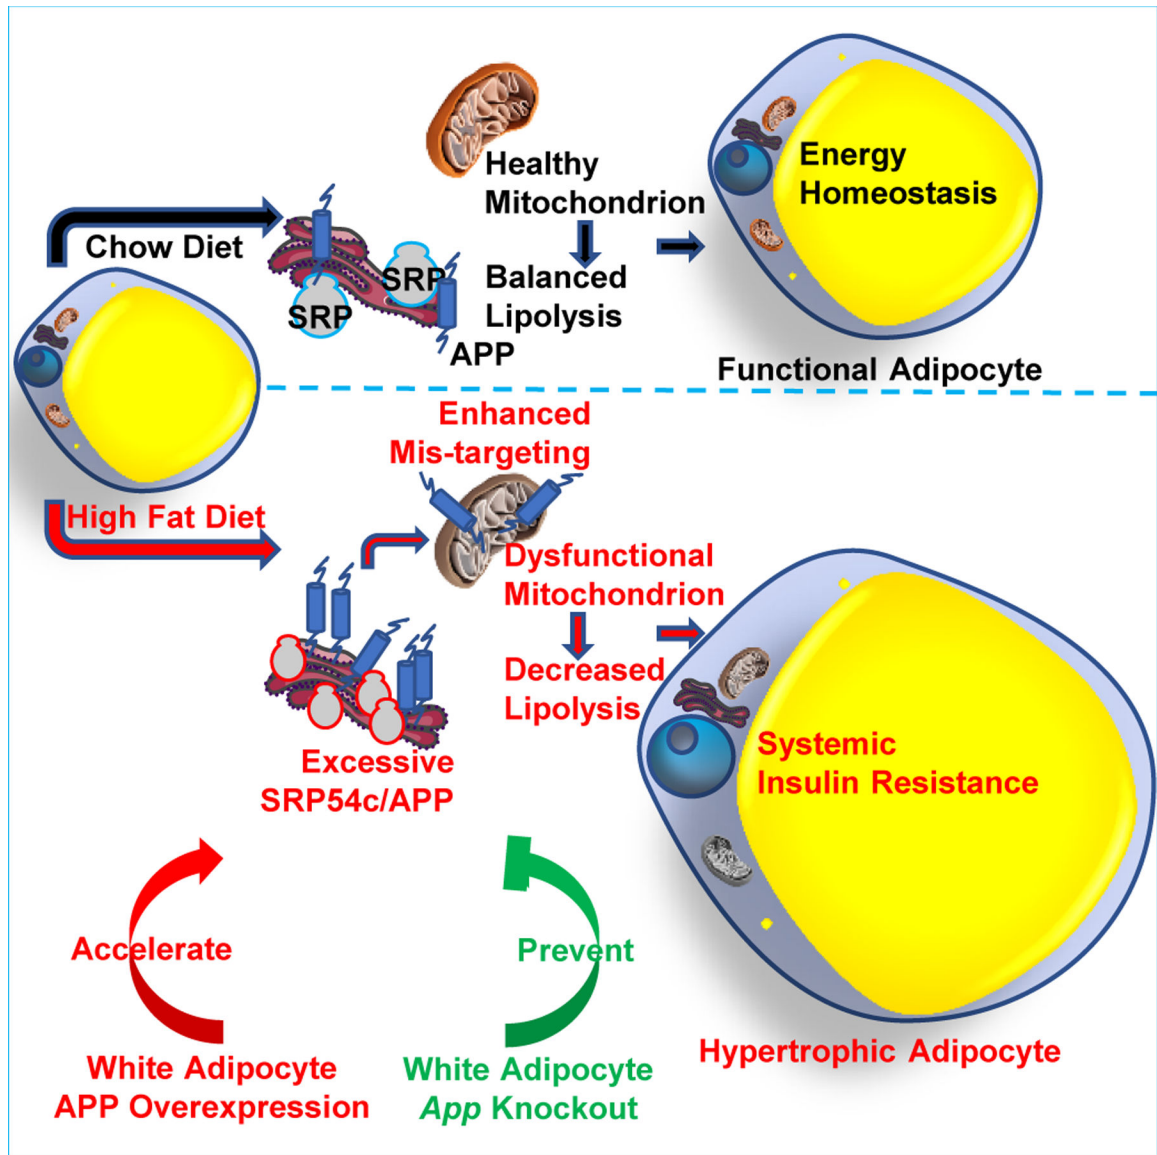 Healthy
Mitochondrion
Energy
Homeostasis
Chow Diet
SRP
SRP
Balanced
Lipolysis
APP
Functional Adipocyte
Enhanced
Mis-targeting
High Fat Diet
Dysfunctional
Mitochondrion
Decreased
Lipolysis
Excessive
SRP54c/APP
Systemic
Insulin Resistance
Accelerate
Prevent
White Adipocyte
APP Overexpression
White Adipocyte
App Knockout
Hypertrophic Adipocyte